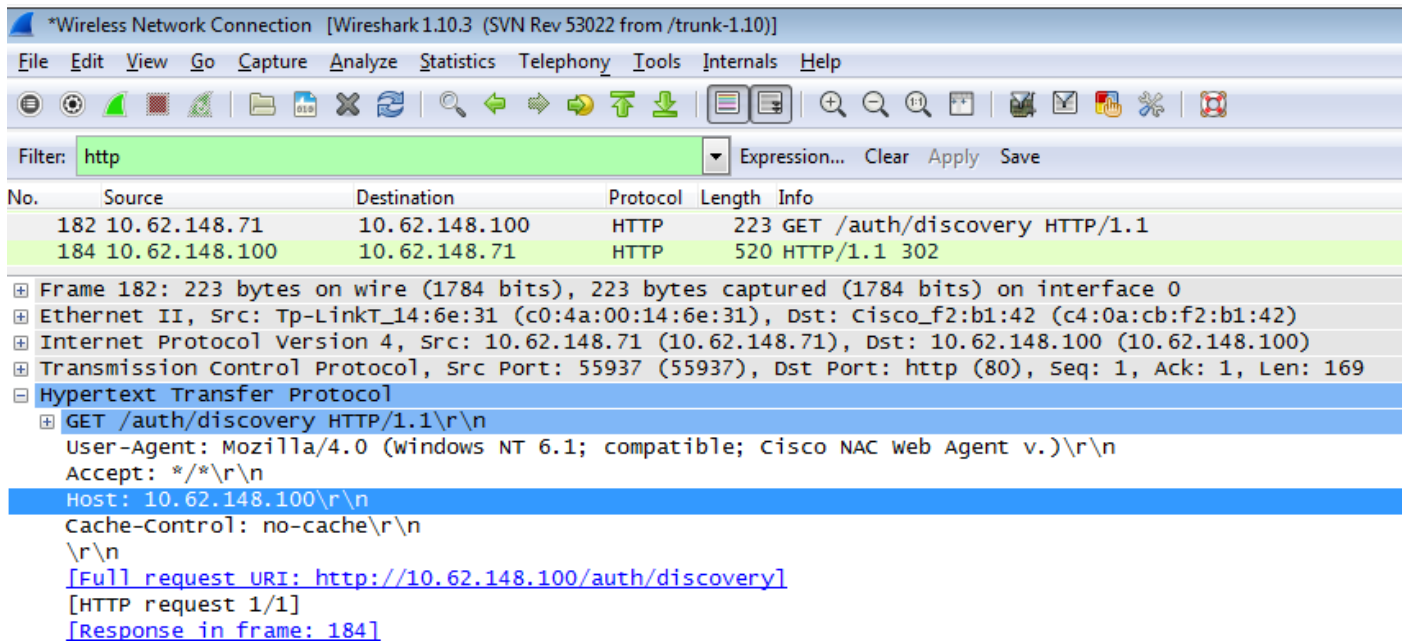 *Wireless Network Connection [Wireshark 1.10.3 (SVN Rev 53022 from /trunk-1.10)]
File Edit View Go Capture Analyze Statistics Telephony Tools Internals Help
Filter: http Expression... Clear Apply Save
No. Source Destination Protocol Length Info
182 10.62.148.71 10.62.148.100 HTTP 223 GET /auth/discovery HTTP/1.1
184 10.62.148.100 10.62.148.71 HTTP 520 HTTP/1.1 302
Frame 182: 223 bytes on wire (1784 bits), 223 bytes captured (1784 bits) on interface 0
Ethernet II, Src: Tp-LinkT_14:6e:31 (c0:4a:00:14:6e:31), Dst: Cisco_f2:b1:42 (c4:0a:cb:f2:b1:42)
Internet Protocol Version 4, Src: 10.62.148.71 (10.62.148.71), Dst: 10.62.148.100 (10.62.148.100)
Transmission Control Protocol, Src Port: 55937 (55937), Dst Port: http (80), Seq: 1, Ack: 1, Len: 169
Hypertext Transfer Protocol
GET /auth/discovery HTTP/1.1\r\n
User-Agent: Mozilla/4.0 (Windows NT 6.1; compatible; Cisco NAC Web Agent v.)\r\n
Accept: */*\r\n
Host: 10.62.148.100\r\n
Cache-Control: no-cache\r\n
\r\n
[Full request URI: http://10.62.148.100/auth/discovery]
[HTTP request 1/1]
[Response in frame: 184]